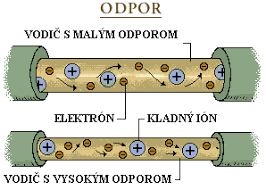 ODPOR
VODIČ S MALÝM ODPOROM
ELEKTRÓN
KLADNÝ IÓN
VODIČ S VYSOKÝM ODPOROM